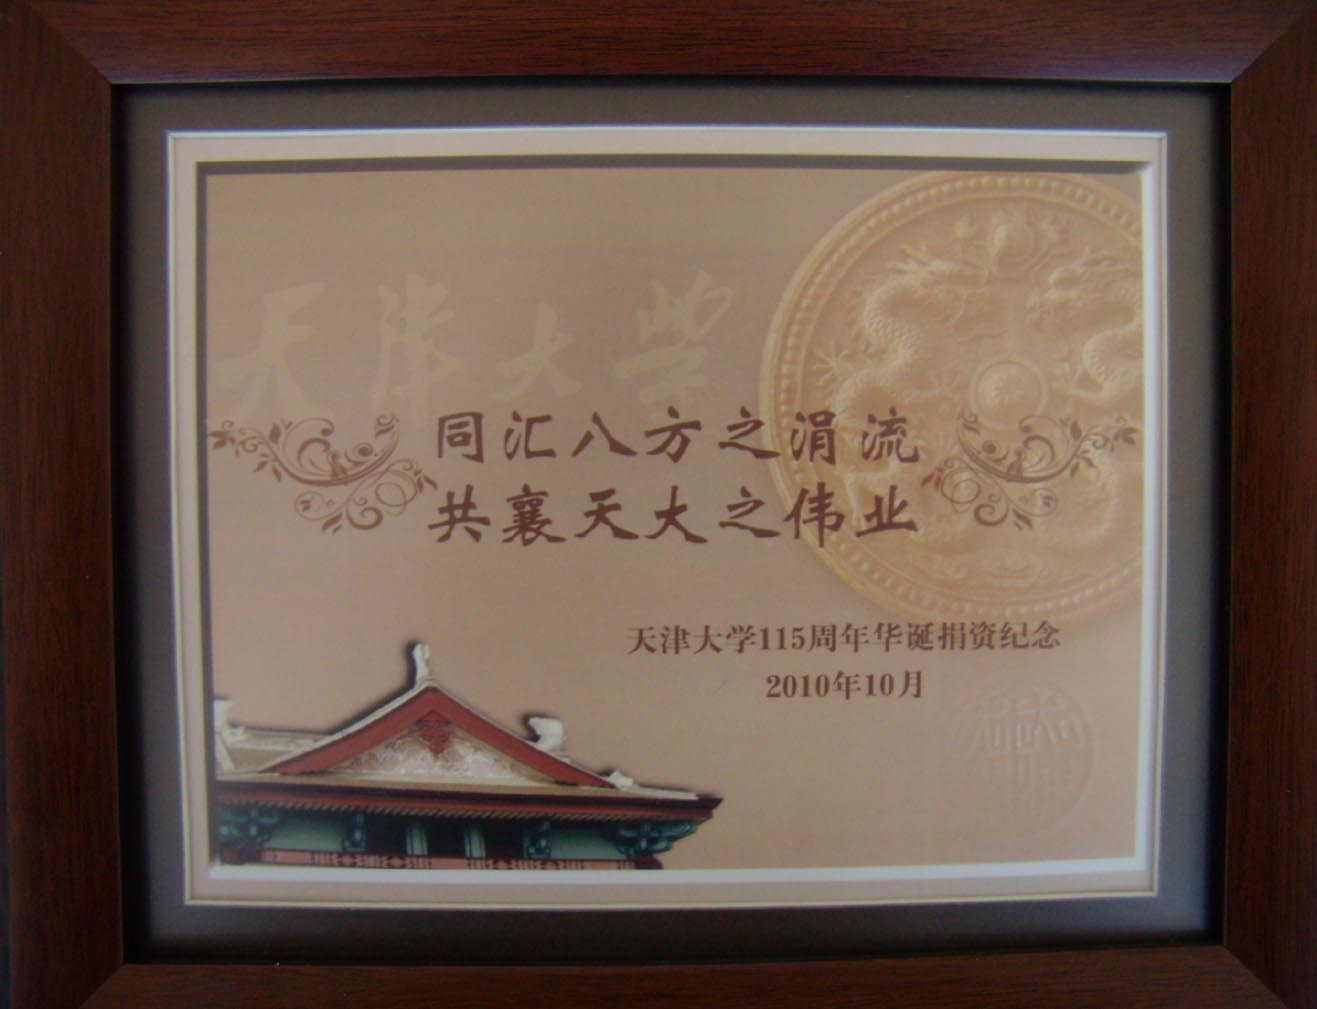 天津大学
同汇八方之涓流
共襄天大之伟业
天津大学115周年华诞捐资纪念
2010年10月